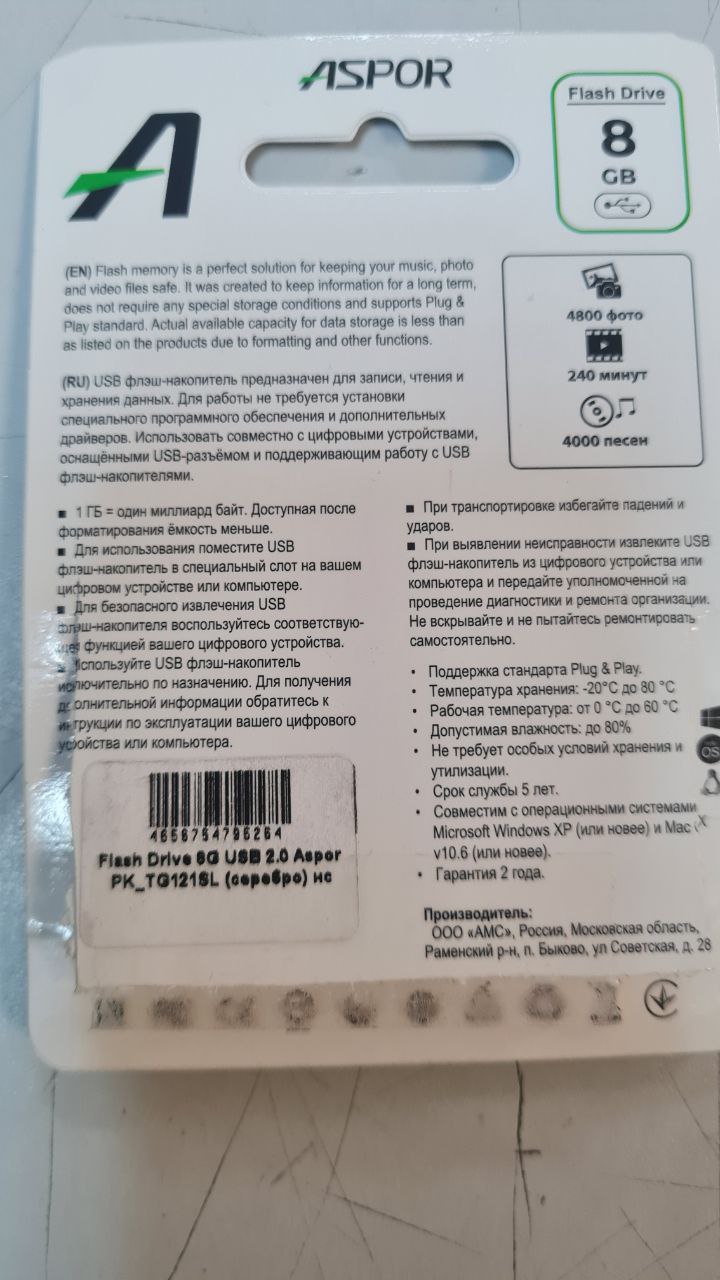 ASPOR
Flash Drive
8
GB
(EN) Flash memory is a perfect solution for keeping your music, photo
and video files safe. It was created to keep information for a long term,
does not require any special storage conditions and supports Plug &
Play standard. Actual available capacity for data storage is less than
as listed on the products due to formatting and other functions.
4800 фото
240 минут
4000 песен
(RU) USB флэш-накопитель предназначен для записи, чтения и
хранения данных. Для работы не требуется установки
специального программного обеспечения и дополнительных
драйверов. Использовать совместно с цифровыми устройствами,
оснащёнными USB-разъёмом и поддерживающим работу с USB
флэш-накопителями.
▪ 1 ГБ = один миллиард байт. Доступная после
форматирования ёмкость меньше.
▪ Для использования поместите USB
флэш-накопитель в специальный слот на вашем
цифровом устройстве или компьютере.
▪ Для безопасного извлечения USB
флэш-накопителя воспользуйтесь соответствую-
щей функцией вашего цифрового устройства.
▪ Используйте USB флэш-накопитель
исключительно по назначению. Для получения
дополнительной информации обратитесь к
инструкции по эксплуатации вашего цифрового
устройства или компьютера.
▪ При транспортировке избегайте падений и
ударов.
▪ При выявлении неисправности извлеките USB
флэш-накопитель из цифрового устройства или
компьютера и передайте уполномоченной на
проведение диагностики и ремонта организации.
Не вскрывайте и не пытайтесь ремонтировать
самостоятельно.
• Поддержка стандарта Plug & Play.
• Температура хранения: -20°C до 80 °C
• Рабочая температура: от 0 °C до 60 °C
• Допустимая влажность: до 80%
• Не требует особых условий хранения и
утилизации.
• Срок службы 5 лет.
• Совместим с операционными системами
Microsoft Windows XP (или новее) и Mac
v10.6 (или новее).
• Гарантия 2 года.
OS
4656754795264
Flash Drive 8G USB 2.0 Aspor
PK_TG121SL (серебро) нс
Производитель:
ООО «АМС», Россия, Московская область,
Раменский р-н, п. Быково, ул Советская, д. 28